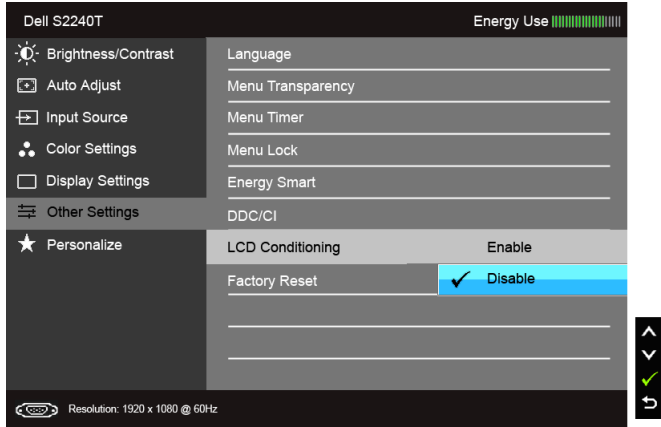 Dell S2240T
Energy Use
Brightness/Contrast
Auto Adjust
Input Source
Color Settings
Display Settings
Other Settings
Personalize
Language
Menu Transparency
Menu Timer
Menu Lock
Energy Smart
DDC/CI
LCD Conditioning
Enable
Factory Reset
Disable
Resolution: 1920 x 1080 @ 60Hz